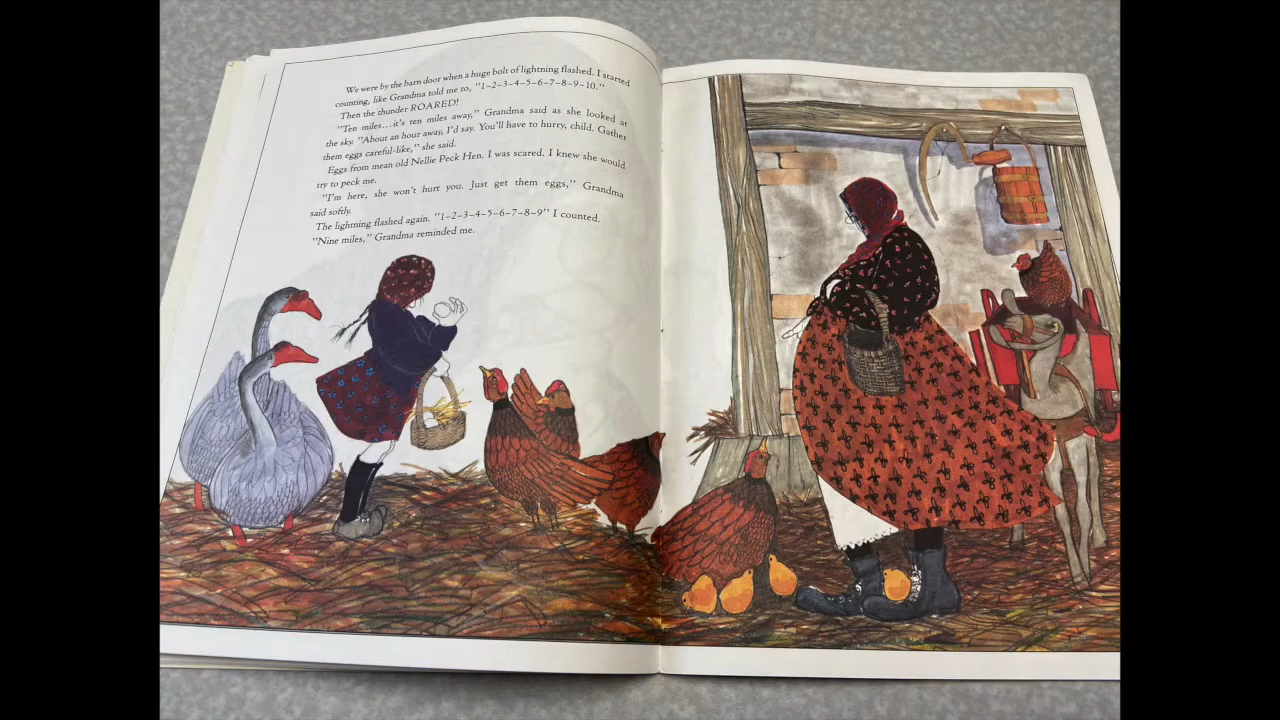 We were by the barn door when a huge bolt of lightning flashed. I started
counting, like Grandma told me to, "1–2–3–4–5–6–7–8–9–10."
Then the thunder ROARED!
"Ten miles...it's ten miles away," Grandma said as she looked at
the sky. "About an hour away, I'd say. You'll have to hurry, child. Gather
them eggs careful-like," she said.
Eggs from mean old Nellie Peck Hen. I was scared. I knew she would
try to peck me.
"I'm here, she won't hurt you. Just get them eggs," Grandma
said softly.
The lightning flashed again. "1–2–3–4–5–6–7–8–9" I counted.
"Nine miles," Grandma reminded me.